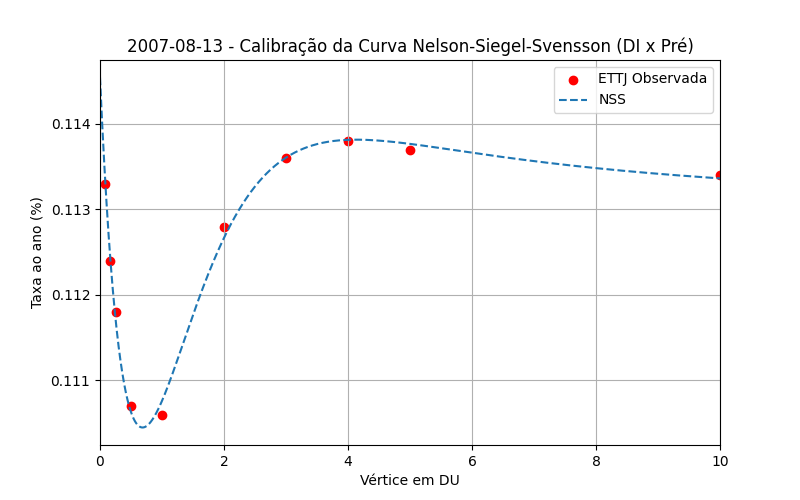 2007-08-13 - Calibração da Curva Nelson-Siegel-Svensson (DI x Pré)
ETTJ Observada
NSS
Taxa ao ano (%)
0.114
0.113
0.112
0.111
0 2 4 6 8 10
Vértice em DU